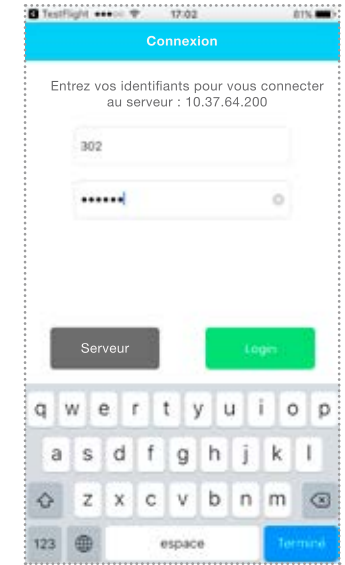 TestFlight 17:02 81%
Connexion
Entrez vos identifiants pour vous connecter
au serveur : 10.37.64.200
302
••••••
Serveur Login
q w e r t y u i o p
a s d f g h j k l
z x c v b n m
123 espace Terminé